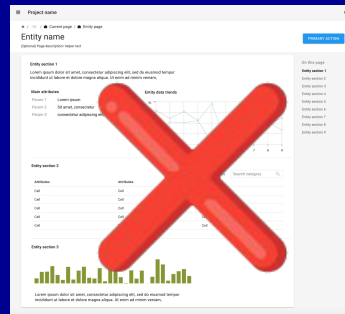 Project name
Current page / Entity page
Entity name
(Optional) Page description helper text
PRIMARY ACTION
On this page
Entity section 1
Entity section 2
Entity section 3
Entity section 4
Entity section 5
Entity section 6
Entity section 7
Entity section 8
Entity section 9
Entity section 1
Lorem ipsum dolor sit amet, consectetur adipiscing elit, sed do eiusmod tempor
incididunt ut labore et dolore magna aliqua. Ut enim ad minim veniam,
Main attributes
Param 1 Lorem ipsum
Param 2 Sit amet, consectetur
Param 3 consectetur adipiscing
Entity data trends
Entity section 2
Search category
Attributes Attributes
Cell Cell
Cell Cell
Cell Cell
Cell
Cell
Entity section 3
Lorem ipsum dolor sit amet, consectetur adipiscing elit, sed do eiusmod tempor
incididunt ut labore et dolore magna aliqua. Ut enim ad minim veniam,